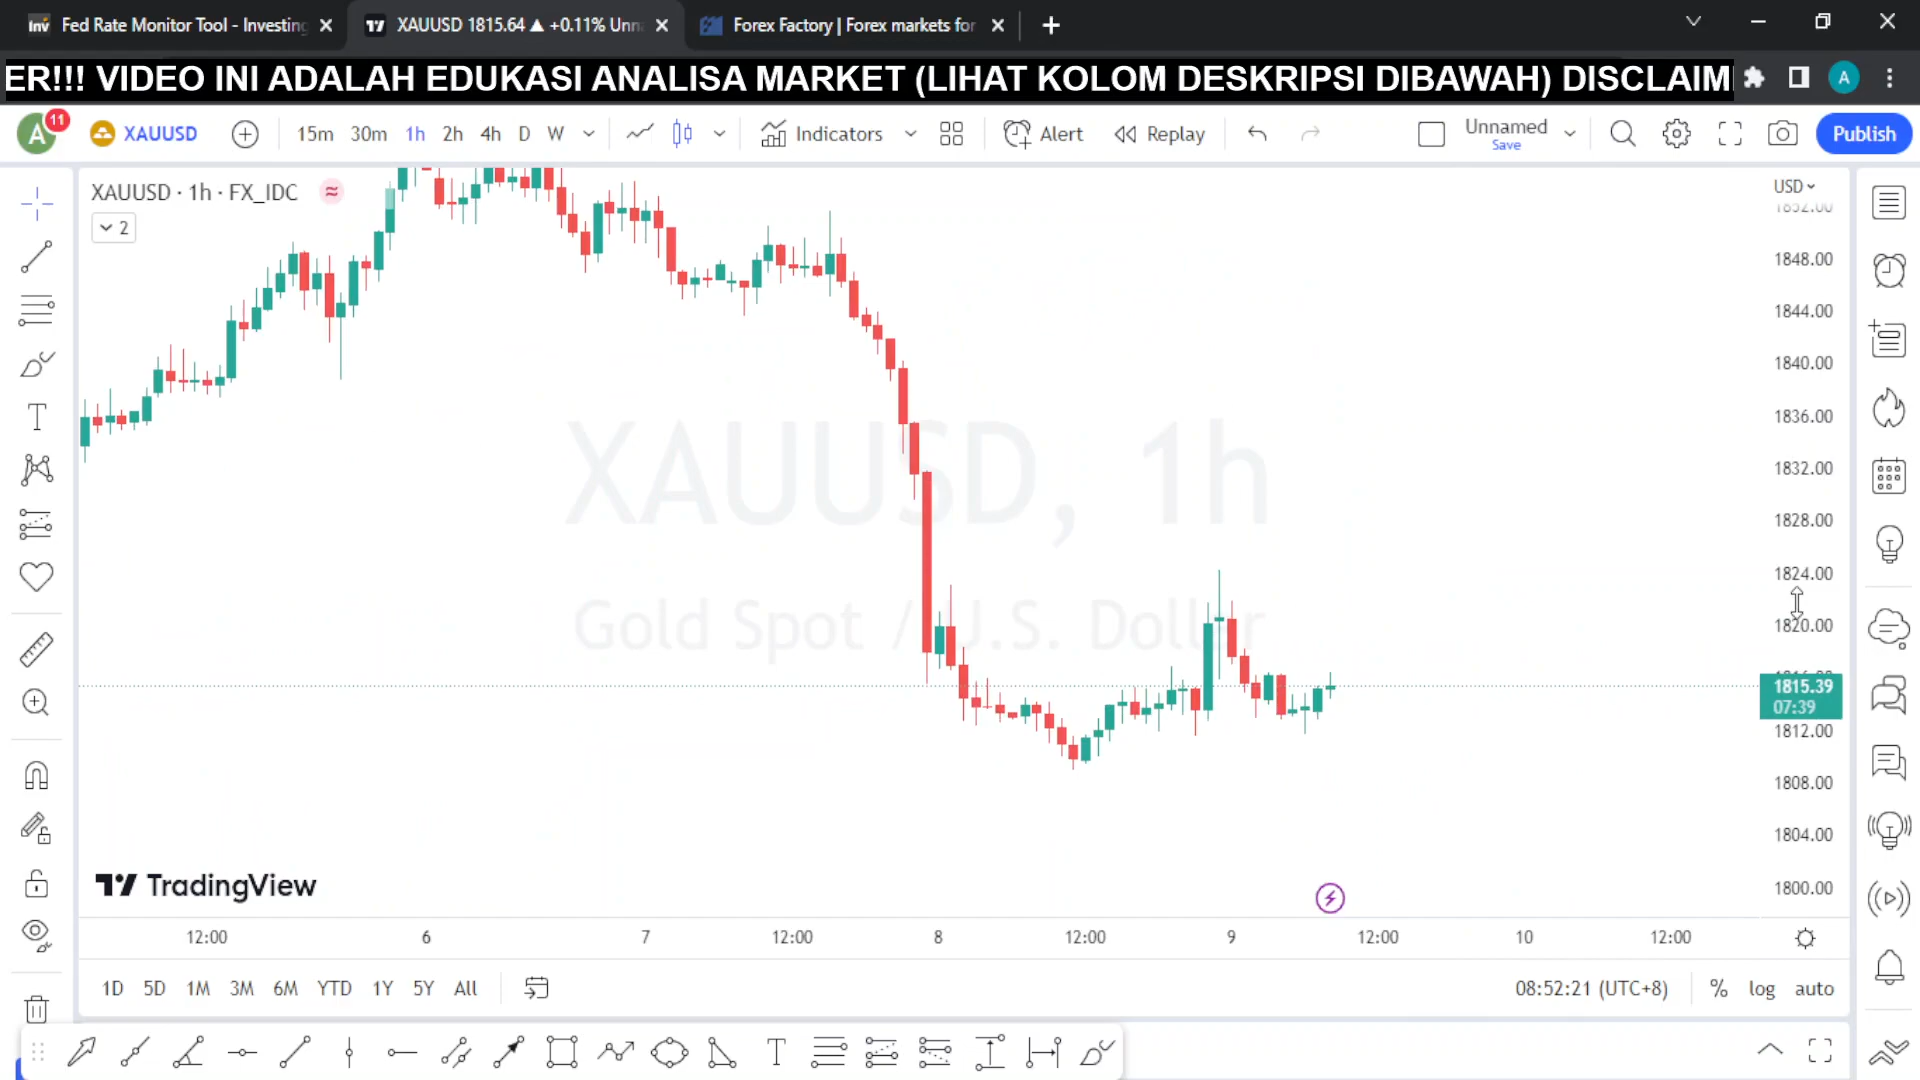 Inv Fed Rate Monitor Tool - Investing
XAUUSD 1815.64 ▲ +0.11% Unn
Forex Factory | Forex markets for
ER!!! VIDEO INI ADALAH EDUKASI ANALISA MARKET (LIHAT KOLOM DESKRIPSI DIBAWAH) DISCLAIM
A
A 11 XAUUSD 15m 30m 1h 2h 4h D W Indicators Alert Replay Unnamed Save Publish
XAUUSD · 1h · FX_IDC
2
USD
1852.00
1848.00
1844.00
1840.00
1836.00
1832.00
1828.00
1824.00
1820.00
1815.39
07:39
1812.00
1808.00
1804.00
1800.00
XAUUSD, 1h
Gold Spot / U.S. Dollar
TradingView
12:00 6 7 12:00 8 12:00 9 12:00 10 12:00
1D 5D 1M 3M 6M YTD 1Y 5Y All
08:52:21 (UTC+8) % log auto